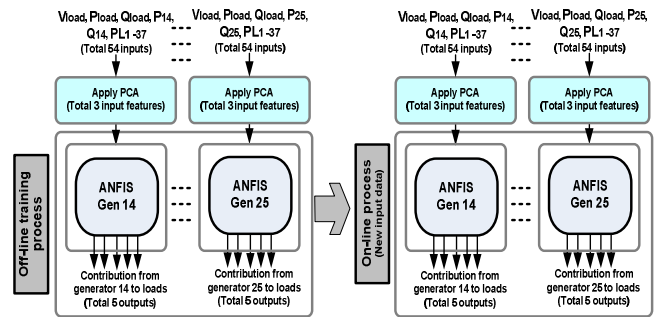 Vload, Pload, Qload, P14,
Q14, PL1 -37
(Total 54 inputs)
Vload, Pload, Qload, P25,
Q25, PL1 -37
(Total 54 inputs)
Apply PCA
(Total 3 input features)
Apply PCA
(Total 3 input features)
Off-line training
process
ANFIS
Gen 14
ANFIS
Gen 25
Contribution from
generator 14 to loads
(Total 5 outputs)
Contribution from
generator 25 to loads
(Total 5 outputs)
Vload, Pload, Qload, P14,
Q14, PL1 -37
(Total 54 inputs)
Vload, Pload, Qload, P25,
Q25, PL1 -37
(Total 54 inputs)
Apply PCA
(Total 3 input features)
Apply PCA
(Total 3 input features)
On-line process
(New input data)
ANFIS
Gen 14
ANFIS
Gen 25
Contribution from
generator 14 to loads
(Total 5 outputs)
Contribution from
generator 25 to loads
(Total 5 outputs)